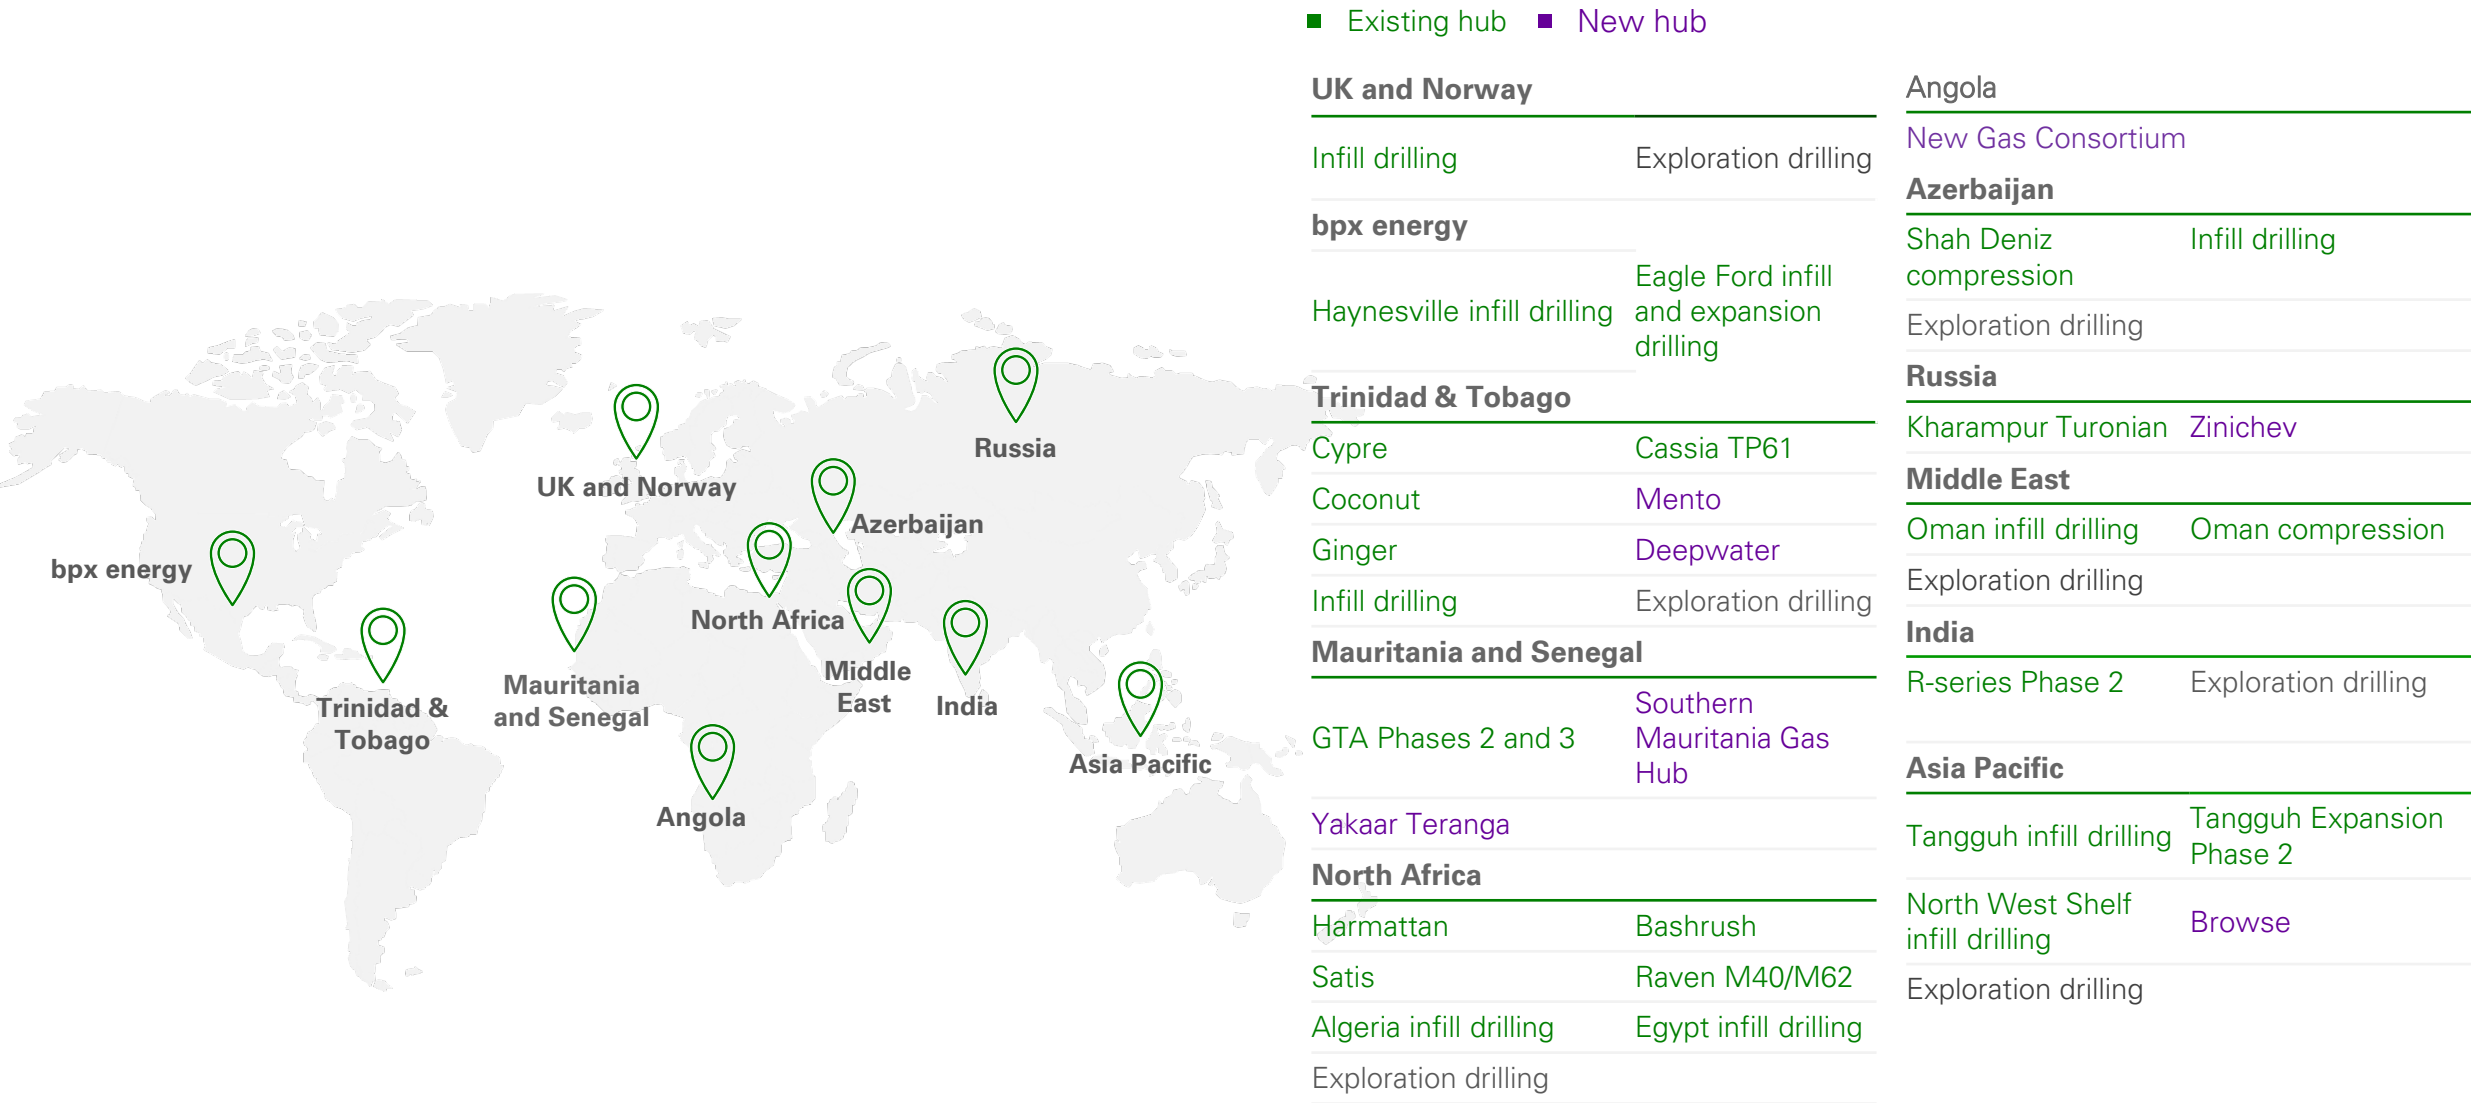 Existing hub
New hub
UK and Norway
Infill drilling
Exploration drilling
bpx energy
Haynesville infill drilling
Eagle Ford infill
and expansion
drilling
Trinidad & Tobago
Cypre
Cassia TP61
Coconut
Mento
Ginger
Deepwater
Infill drilling
Exploration drilling
Mauritania and Senegal
GTA Phases 2 and 3
Southern
Mauritania Gas
Hub
Yakaar Teranga
North Africa
Harmattan
Bashrush
Satis
Raven M40/M62
Algeria infill drilling
Egypt infill drilling
Exploration drilling
Angola
New Gas Consortium
Azerbaijan
Shah Deniz
compression
Infill drilling
Exploration drilling
Russia
Kharampur Turonian
Zinichev
Middle East
Oman infill drilling
Oman compression
Exploration drilling
India
R-series Phase 2
Exploration drilling
Asia Pacific
Tangguh infill drilling
Tangguh Expansion
Phase 2
North West Shelf
infill drilling
Browse
Exploration drilling
Russia
UK and Norway
Azerbaijan
bpx energy
North Africa
Middle
East
India
Mauritania
and Senegal
Trinidad &
Tobago
Asia Pacific
Angola